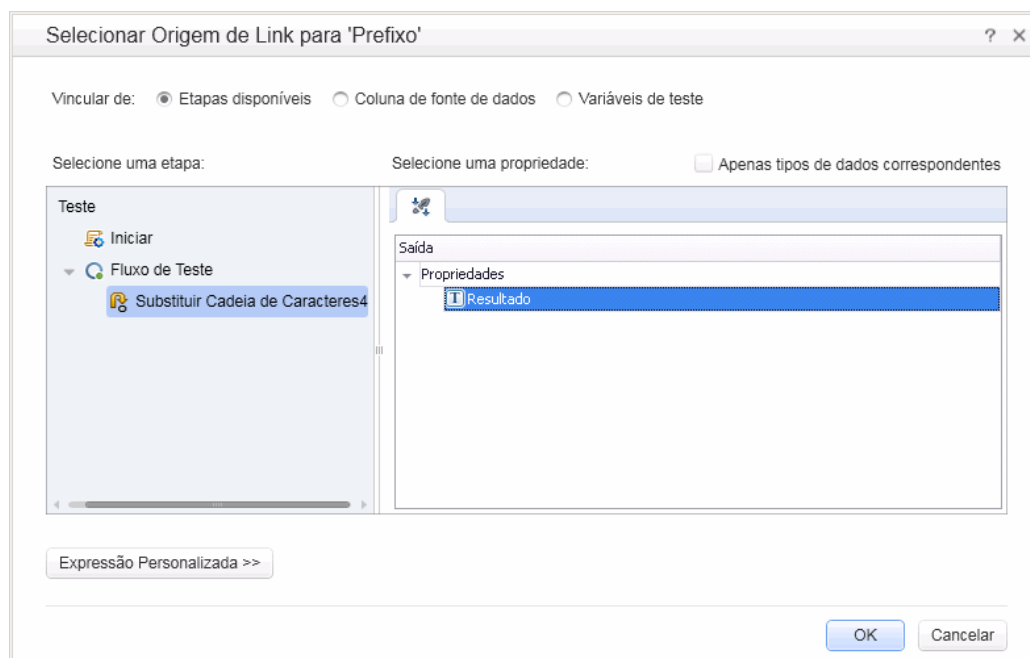 Selecionar Origem de Link para 'Prefixo' ? ×
Vincular de: Etapas disponíveis Coluna de fonte de dados Variáveis de teste
Selecione uma etapa: Selecione uma propriedade: Apenas tipos de dados correspondentes
Teste
Iniciar
Fluxo de Teste
Substituir Cadeia de Caracteres4
Saída
Propriedades
T Resultado
Expressão Personalizada >>
OK Cancelar